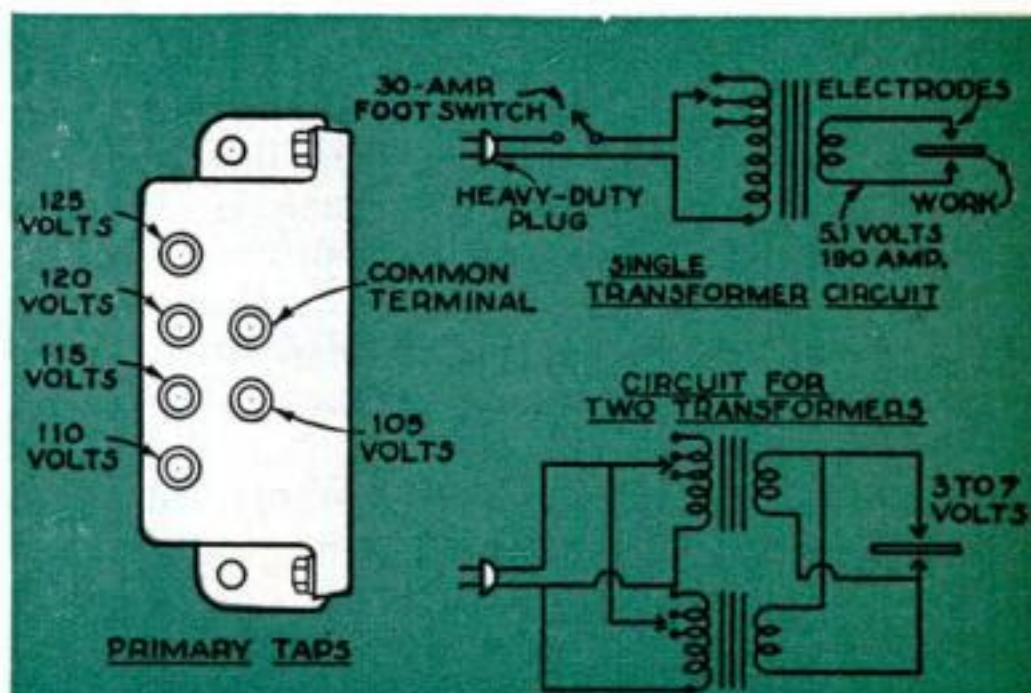 125
VOLTS
120
VOLTS
115
VOLTS
110
VOLTS
COMMON
TERMINAL
105
VOLTS
PRIMARY TAPS
30-AMP.
FOOT SWITCH
HEAVY-DUTY
PLUG
ELECTRODES
WORK
5.1 VOLTS
190 AMP.
SINGLE
TRANSFORMER CIRCUIT
CIRCUIT FOR
TWO TRANSFORMERS
3 TO 7
VOLTS